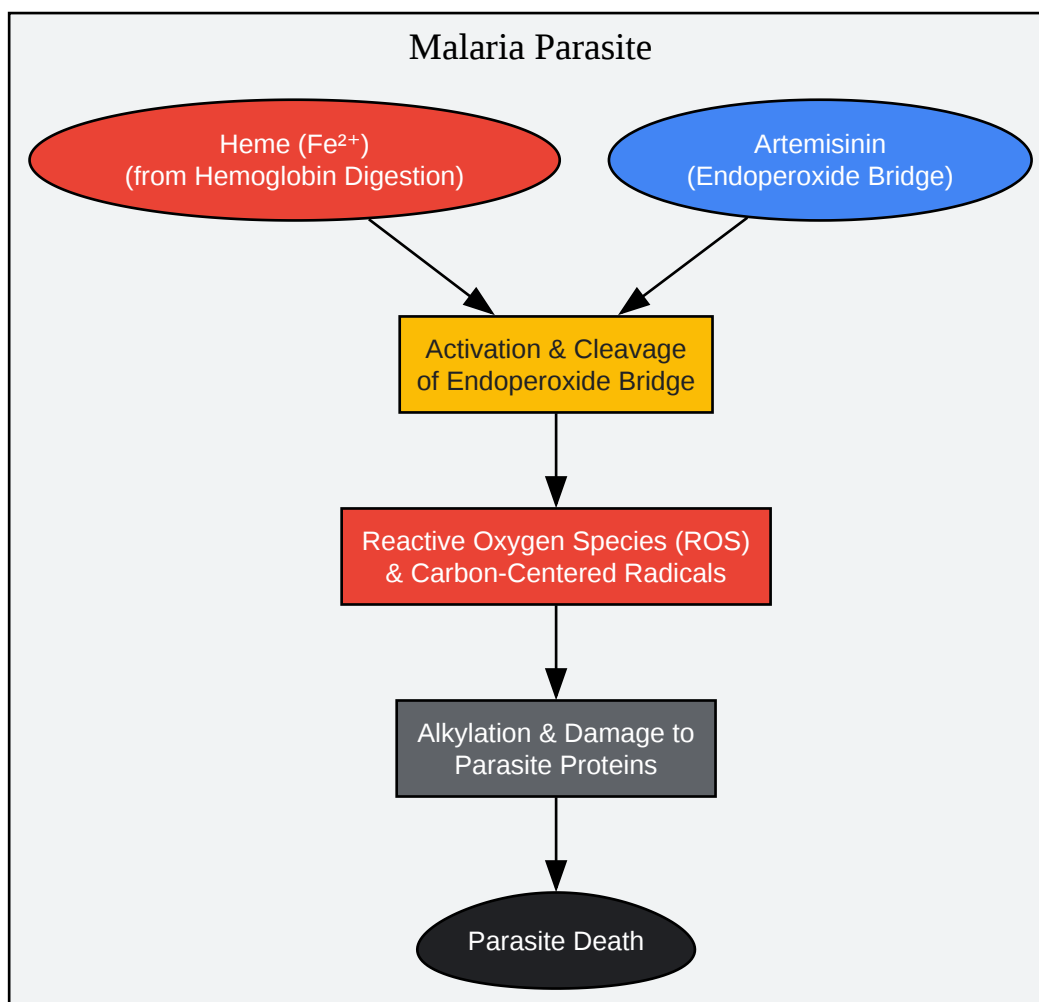 Malaria Parasite
Heme (Fe²⁺)
(from Hemoglobin Digestion)
Artemisinin
(Endoperoxide Bridge)
Activation & Cleavage
of Endoperoxide Bridge
Reactive Oxygen Species (ROS)
& Carbon-Centered Radicals
Alkylation & Damage to
Parasite Proteins
Parasite Death